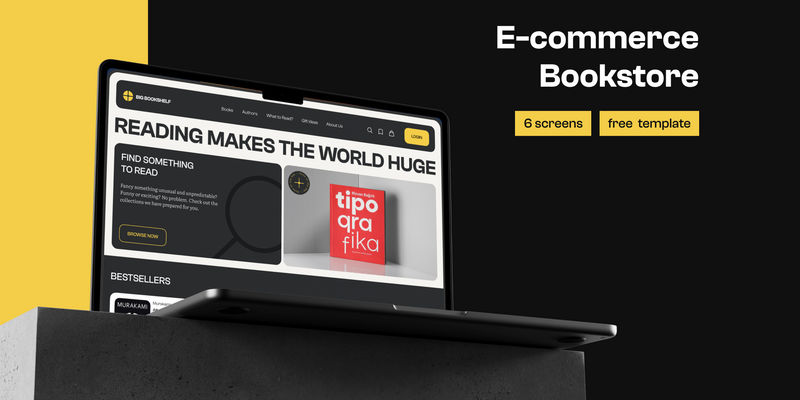 E-commerce
Bookstore
6 screens
free template
BIG BOOKSHELF
Books
Authors
What to Read?
Gift Ideas
About Us
LOGIN
READING MAKES THE WORLD HUGE
FIND SOMETHING
TO READ
Fancy something unusual and unpredictable?
Funny or exciting? No problem. Check out the
collections we have prepared for you.
BROWSE NOW
tipo
qra
fika
BESTSELLERS
MURAKAMI